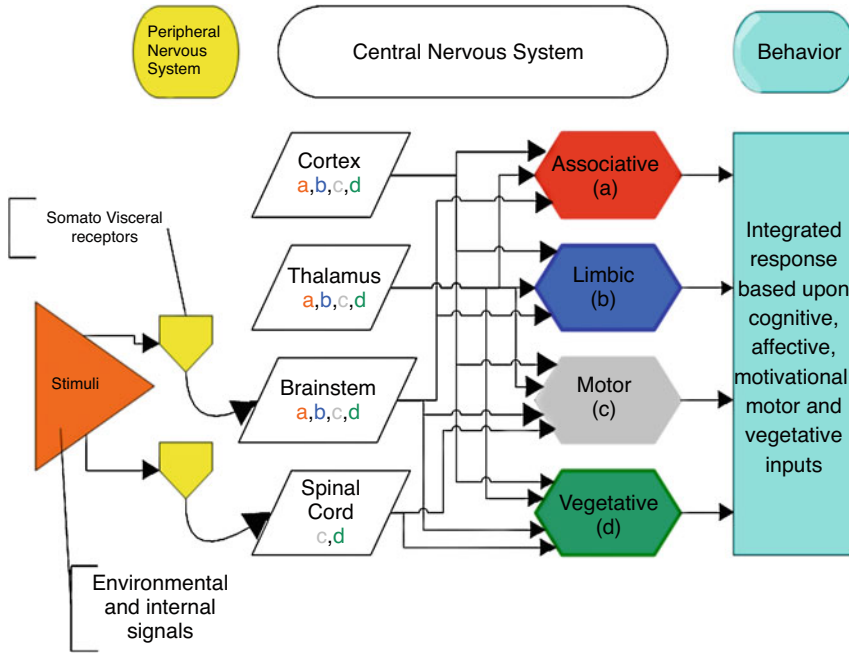 Peripheral
Nervous
System
Central Nervous System
Behavior
Somato Visceral
receptors
Stimuli
Environmental
and internal
signals
Cortex
a,b,c,d
Thalamus
a,b,c,d
Brainstem
a,b,c,d
Spinal
Cord
c,d
Associative
(a)
Limbic
(b)
Motor
(c)
Vegetative
(d)
Integrated
response
based upon
cognitive,
affective,
motivational
motor and
vegetative
inputs